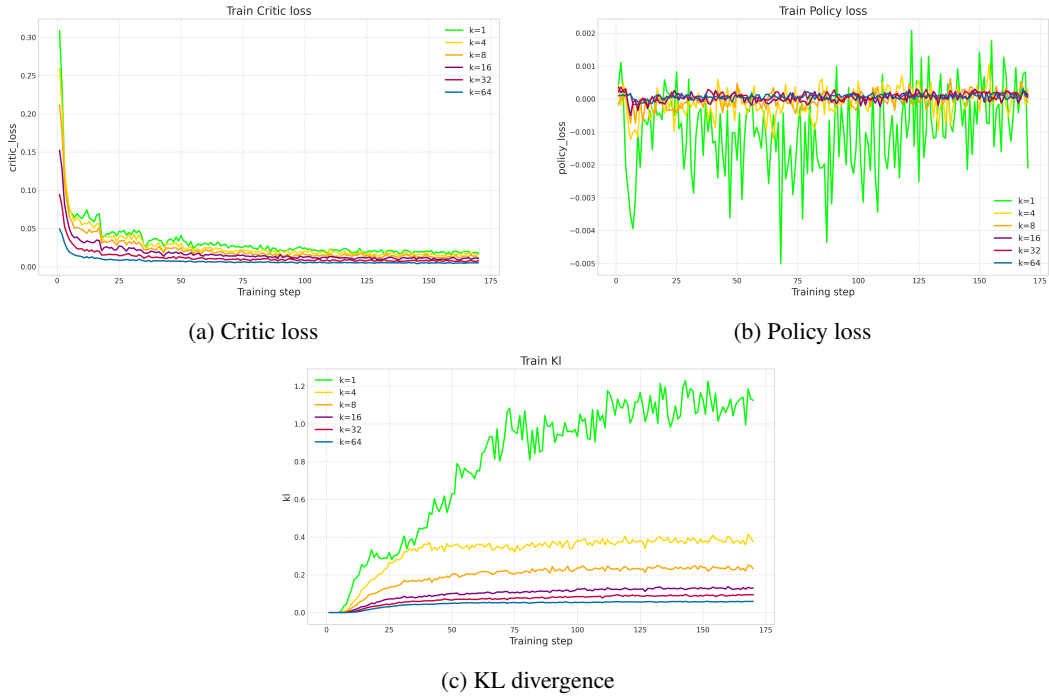 Train Critic loss
critic_loss
0.30
0.25
0.20
0.15
0.10
0.05
0.00
0
25
50
75
100
125
150
175
Training step
k=1
k=4
k=8
k=16
k=32
k=64
(a) Critic loss
Train Policy loss
policy_loss
0.002
0.001
0.000
−0.001
−0.002
−0.003
−0.004
−0.005
0
25
50
75
100
125
150
175
Training step
k=1
k=4
k=8
k=16
k=32
k=64
(b) Policy loss
Train Kl
kl
1.2
1.0
0.8
0.6
0.4
0.2
0.0
0
25
50
75
100
125
150
175
Training step
k=1
k=4
k=8
k=16
k=32
k=64
(c) KL divergence